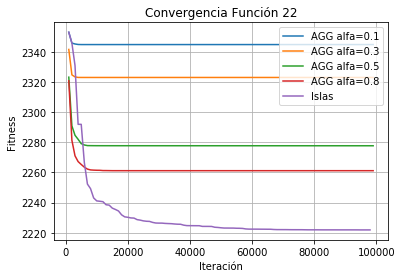 Convergencia Función 22
AGG alfa=0.1
AGG alfa=0.3
AGG alfa=0.5
AGG alfa=0.8
Islas
Fitness
2340
2320
2300
2280
2260
2240
2220
0
20000
40000
60000
80000
100000
Iteración